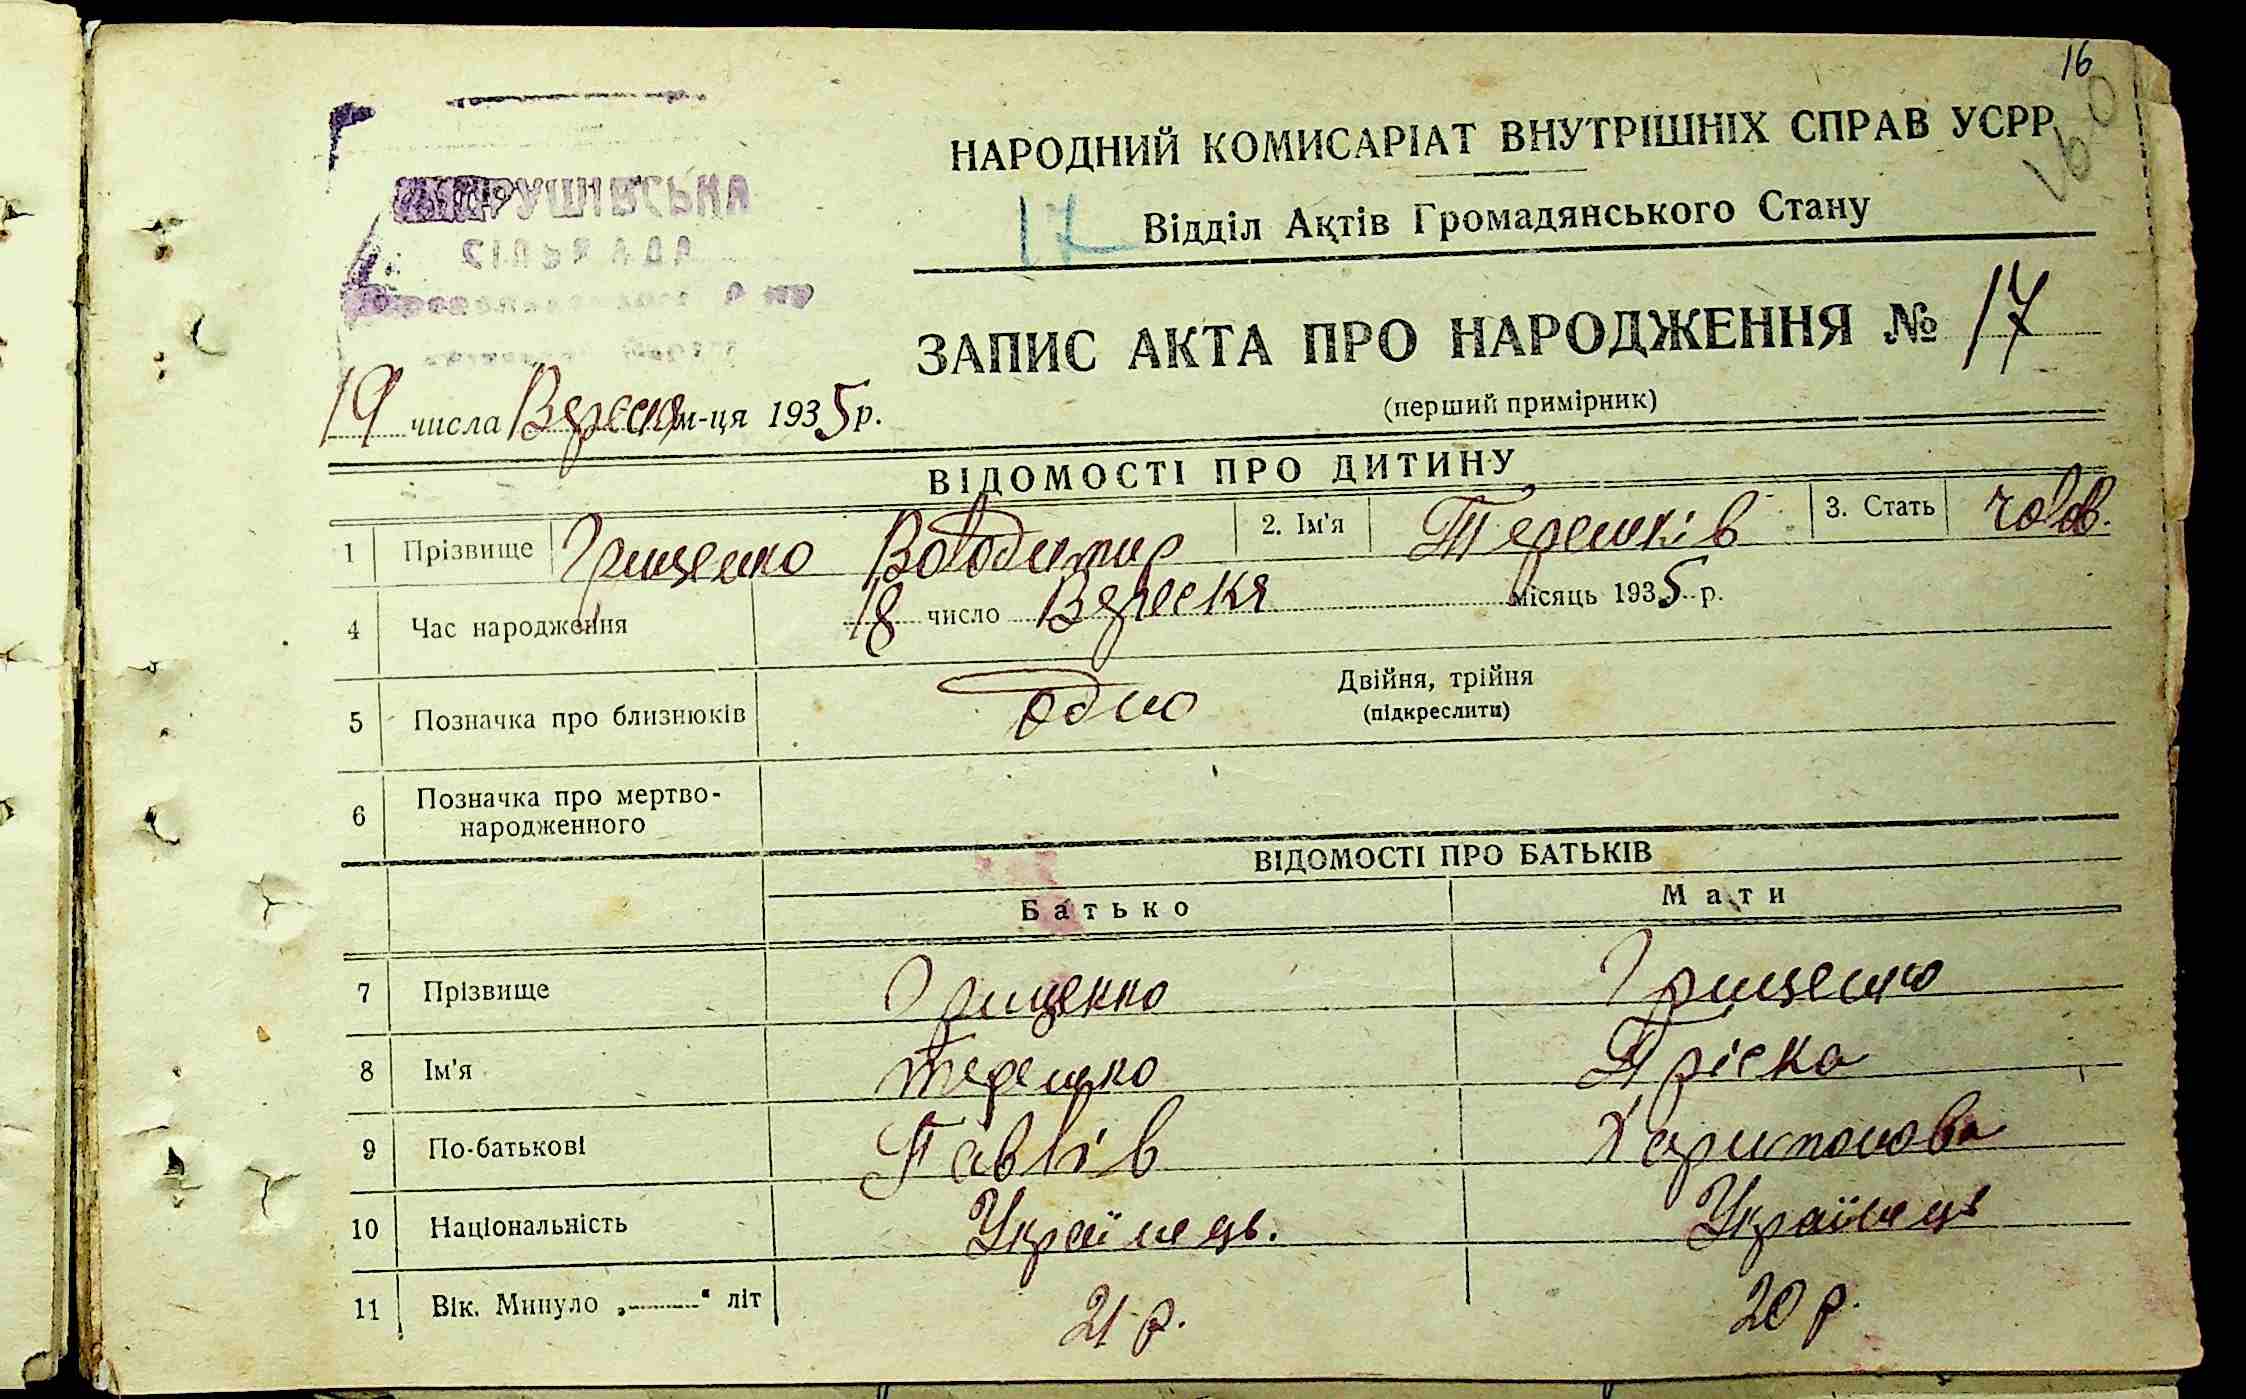 16
160
НАРОДНИЙ КОМИСАРІАТ ВНУТРІШНІХ СПРАВ УСРР
17 Відділ Актів Громадянського Стану
СІЛЬРАДА
ЗАПИС АКТА ПРО НАРОДЖЕННЯ № 17
(перший примірник)
19 числа Вересня м-ця 1935 р.
ВІДОМОСТІ ПРО ДИТИНУ
1 Прізвище Грищенко Володимир 2. Ім'я Терешків 3. Стать чолов.
4 Час народження 18 число Вересня місяць 1935 р.
5 Позначка про близнюків одно Двійня, трійня
(підкреслити)
6 Позначка про мертво-
народженного
ВІДОМОСТІ ПРО БАТЬКІВ
Батько Мати
7 Прізвище Грищенко Грищенко
8 Ім'я Терешко Пріска
9 По-батькові Павлів Харитонова
10 Національність Українець. Українець
11 Вік. Минуло „ “ літ 21 р. 20 р.